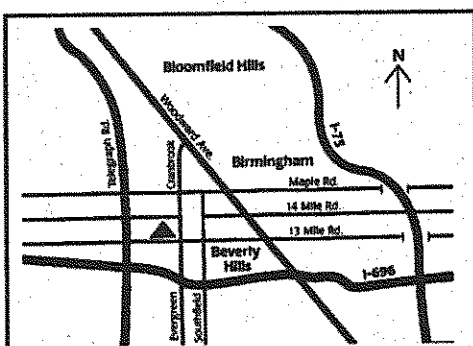 Bloomfield Hills
N
Woodward Ave.
Telegraph Rd.
Cranbrook
I-75
Birmingham
Maple Rd.
14 Mile Rd.
13 Mile Rd.
Beverly
Hills
I-696
Evergreen
Southfield